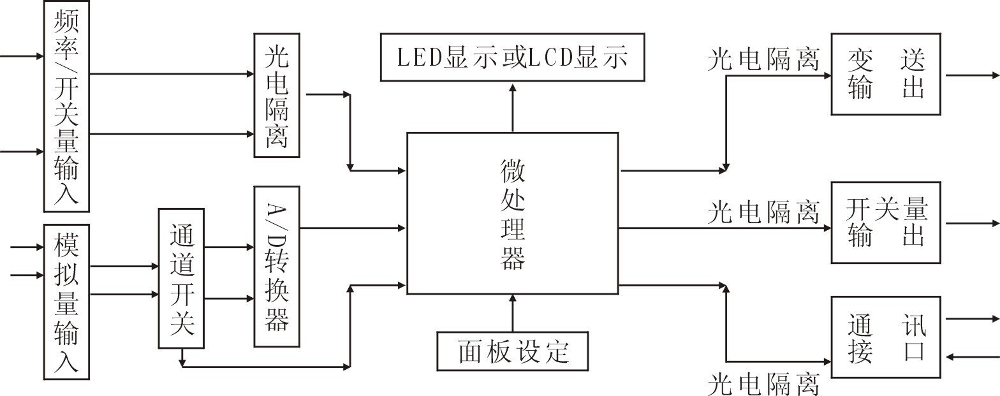 频率/开关量输入
光电隔离
LED显示或LCD显示
光电隔离
变送
输出
微处理器
光电隔离
开关量
输出
模拟量输入
通道开关
A/D转换器
面板设定
通讯
接口
光电隔离